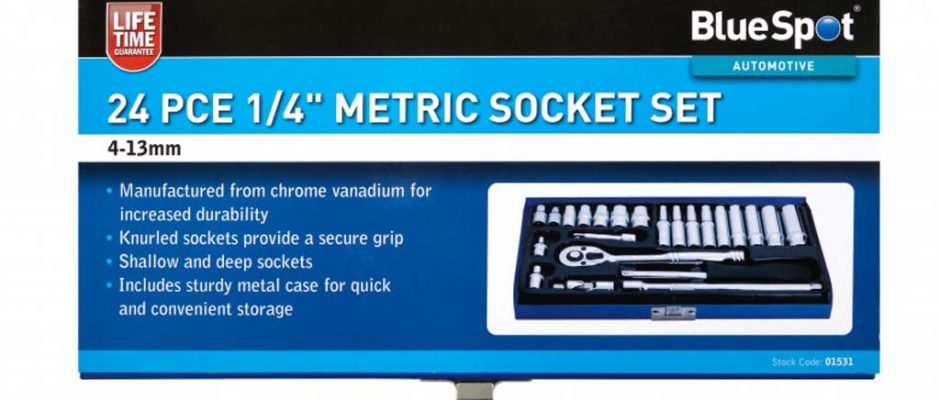 LIFE
TIME
GUARANTEE
BlueSpot®
AUTOMOTIVE
24 PCE 1/4" METRIC SOCKET SET
4-13mm
• Manufactured from chrome vanadium for
increased durability
• Knurled sockets provide a secure grip
• Shallow and deep sockets
• Includes sturdy metal case for quick
and convenient storage
Stock Code: 01531